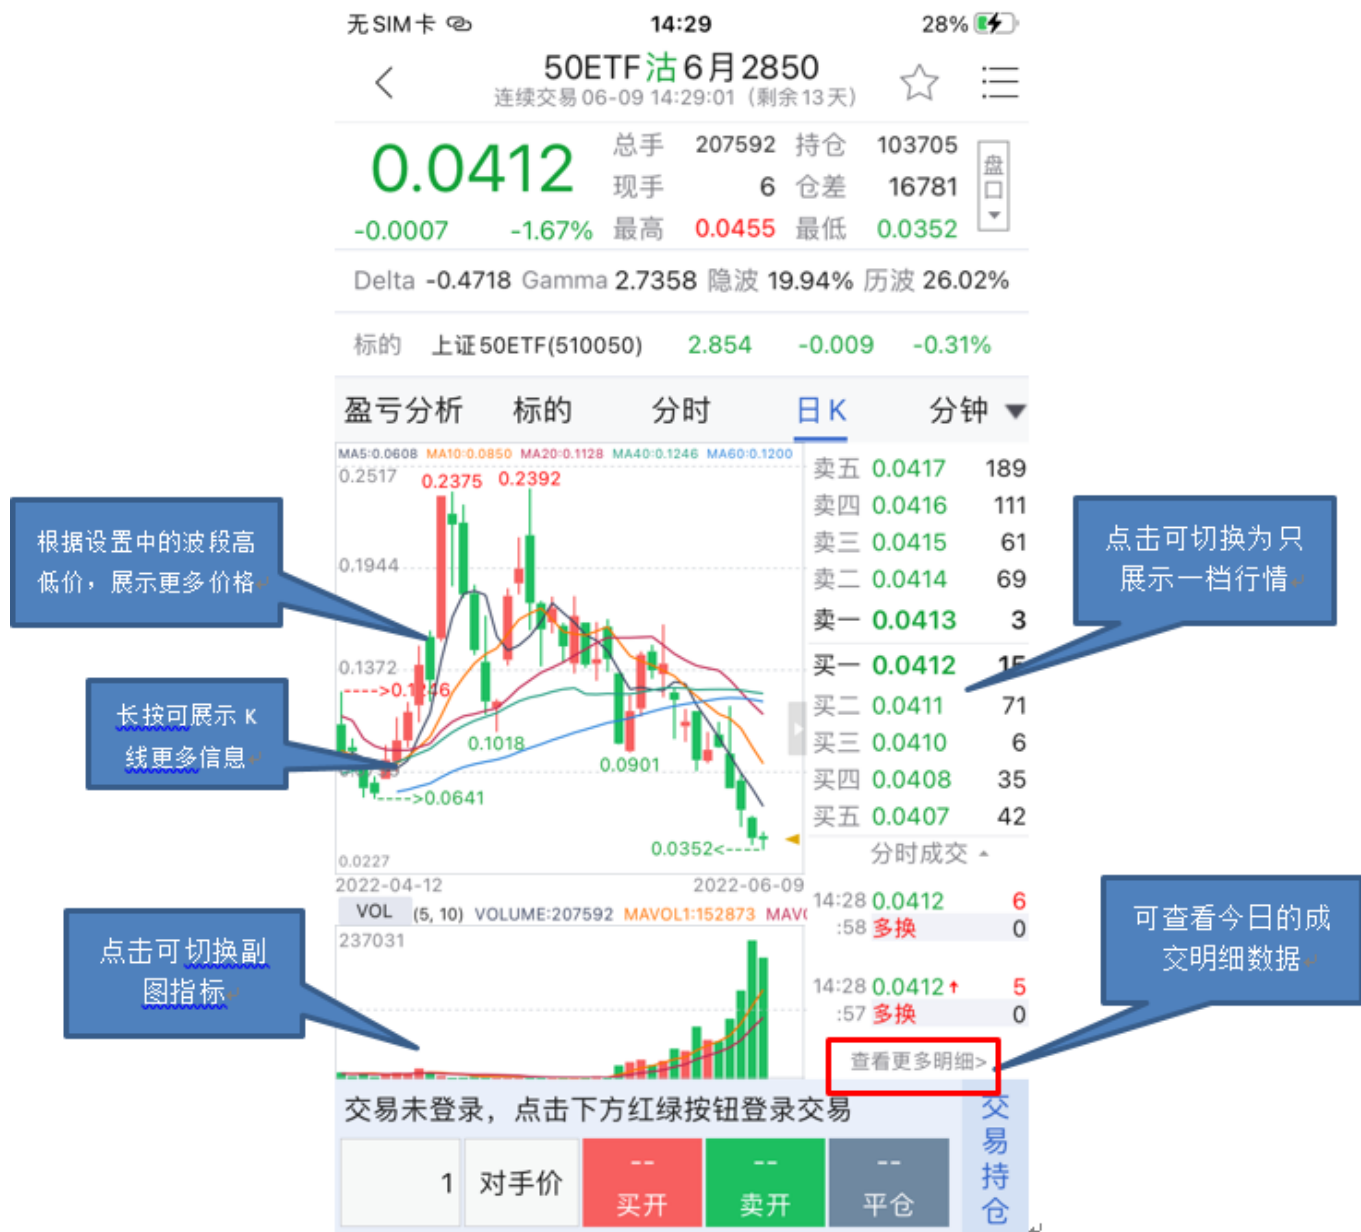 无SIM卡
14:29
28%
50ETF沽6月2850
连续交易 06-09 14:29:01（剩余13天）
0.0412
-0.0007 -1.67%
总手 207592 持仓 103705
现手 6 仓差 16781
最高 0.0455 最低 0.0352
盘口
Delta -0.4718 Gamma 2.7358 隐波 19.94% 历波 26.02%
标的 上证50ETF(510050) 2.854 -0.009 -0.31%
盈亏分析 标的 分时 日K 分钟
MA5:0.0608 MA10:0.0850 MA20:0.1128 MA40:0.1246 MA60:0.1200
0.2517
0.2375 0.2392
0.1944
0.1372
---->0.1246
0.1018
0.0901
---->0.0641
0.0352<----
0.0227
2022-04-12 2022-06-09
卖五 0.0417 189
卖四 0.0416 111
卖三 0.0415 61
卖二 0.0414 69
卖一 0.0413 3
买一 0.0412 15
买二 0.0411 71
买三 0.0410 6
买四 0.0408 35
买五 0.0407 42
分时成交
14:28 0.0412 6
:58 多换 0
14:28 0.0412↑ 5
:57 多换 0
查看更多明细>
VOL (5, 10) VOLUME:207592 MAVOL1:152873
237031
交易未登录，点击下方红绿按钮登录交易
1 对手价
-- 买开
-- 卖开
-- 平仓
交易持仓
根据设置中的波段高
低价，展示更多价格
长按可展示 K
线更多信息
点击可切换副
图指标
点击可切换为只
展示一档行情
可查看今日的成
交明细数据